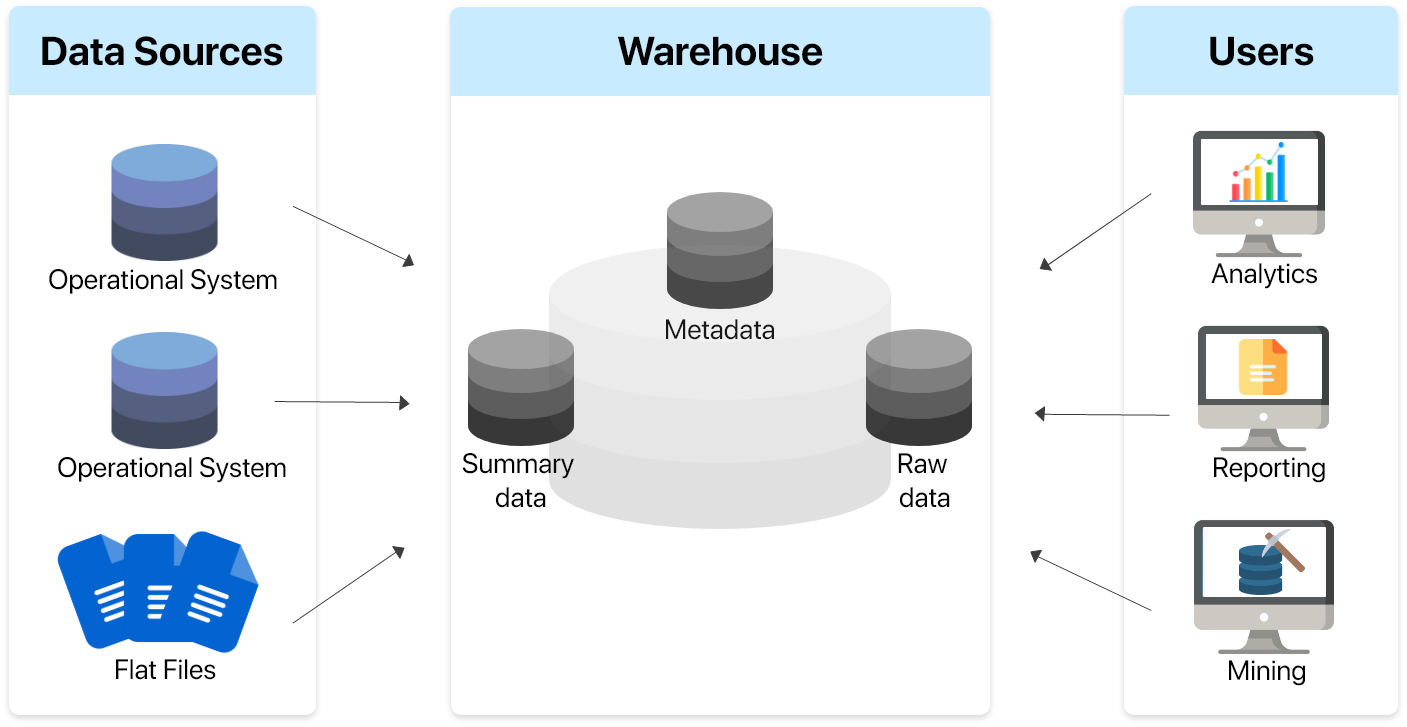 Data Sources
Operational System
Operational System
Flat Files
Warehouse
Metadata
Summary
data
Raw
data
Users
Analytics
Reporting
Mining